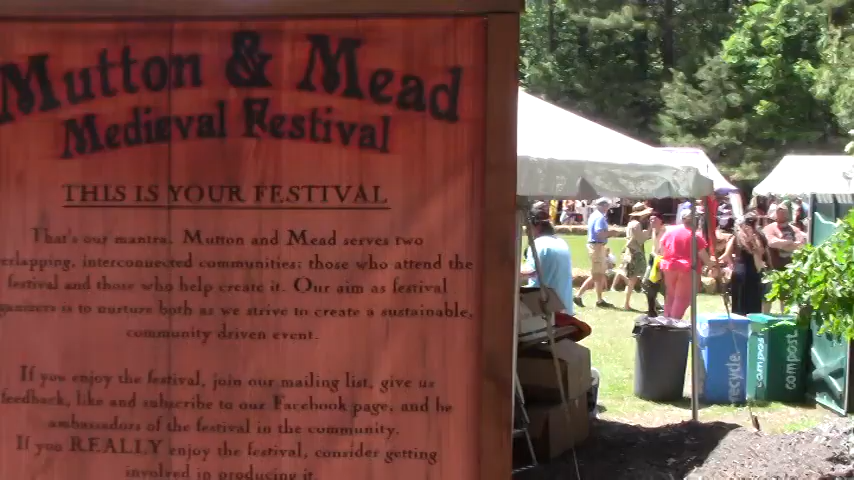 Mutton & Mead
Medieval Festival
THIS IS YOUR FESTIVAL
That's our mantra. Mutton and Mead serves two
erlapping, interconnected communities: those who attend the
festival and those who help create it. Our aim as festival
ganizers is to nurture both as we strive to create a sustainable,
community driven event.
If you enjoy the festival, join our mailing list, give us
feedback, like and subscribe to our Facebook page, and be
ambassadors of the festival in the community.
If you REALLY enjoy the festival, consider getting
involved in producing it.
recycle.
compost
compost